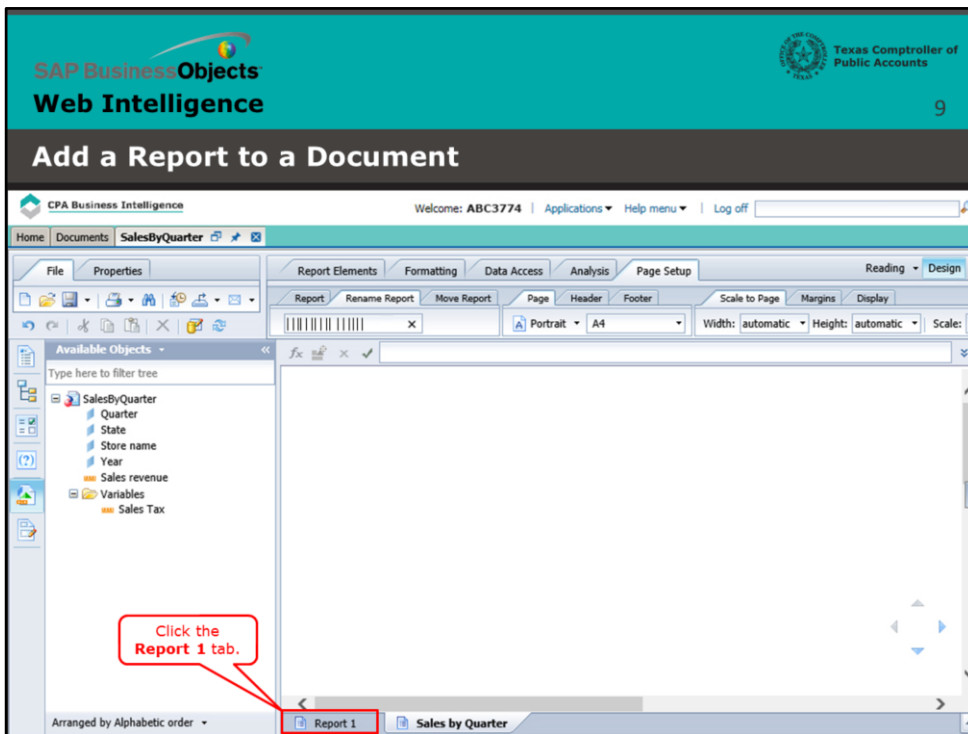 SAP BusinessObjects
Web Intelligence
Texas Comptroller of
Public Accounts
9
Add a Report to a Document
CPA Business Intelligence
Welcome: ABC3774 | Applications Help menu | Log off
Home Documents SalesByQuarter
File Properties
Report Elements Formatting Data Access Analysis Page Setup
Reading Design
Report Rename Report Move Report Page Header Footer Scale to Page Margins Display
Portrait A4 Width: automatic Height: automatic Scale:
Available Objects
Type here to filter tree
SalesByQuarter
Quarter
State
Store name
Year
Sales revenue
Variables
Sales Tax
Click the
Report 1 tab.
Arranged by Alphabetic order
Report 1 Sales by Quarter